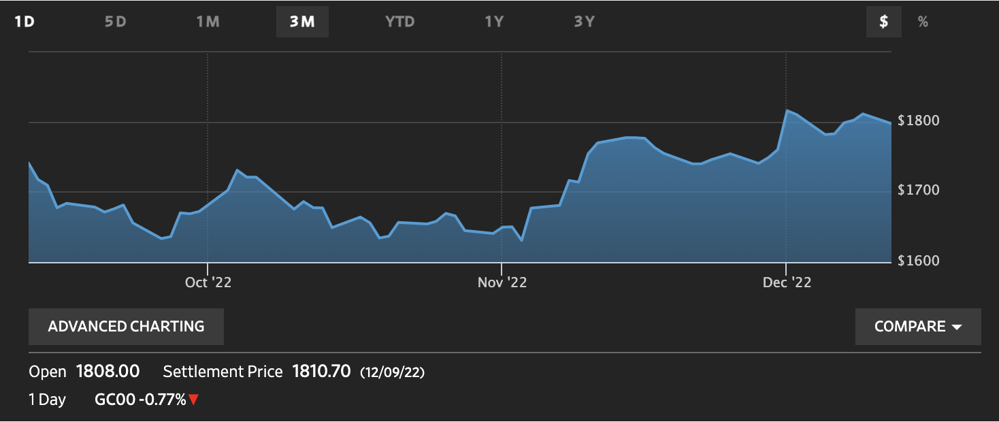 1D 5D 1M 3M YTD 1Y 3Y $ %
$1800
$1700
$1600
Oct '22 Nov '22 Dec '22
ADVANCED CHARTING COMPARE
Open 1808.00 Settlement Price 1810.70 (12/09/22)
1 Day GC00 -0.77%